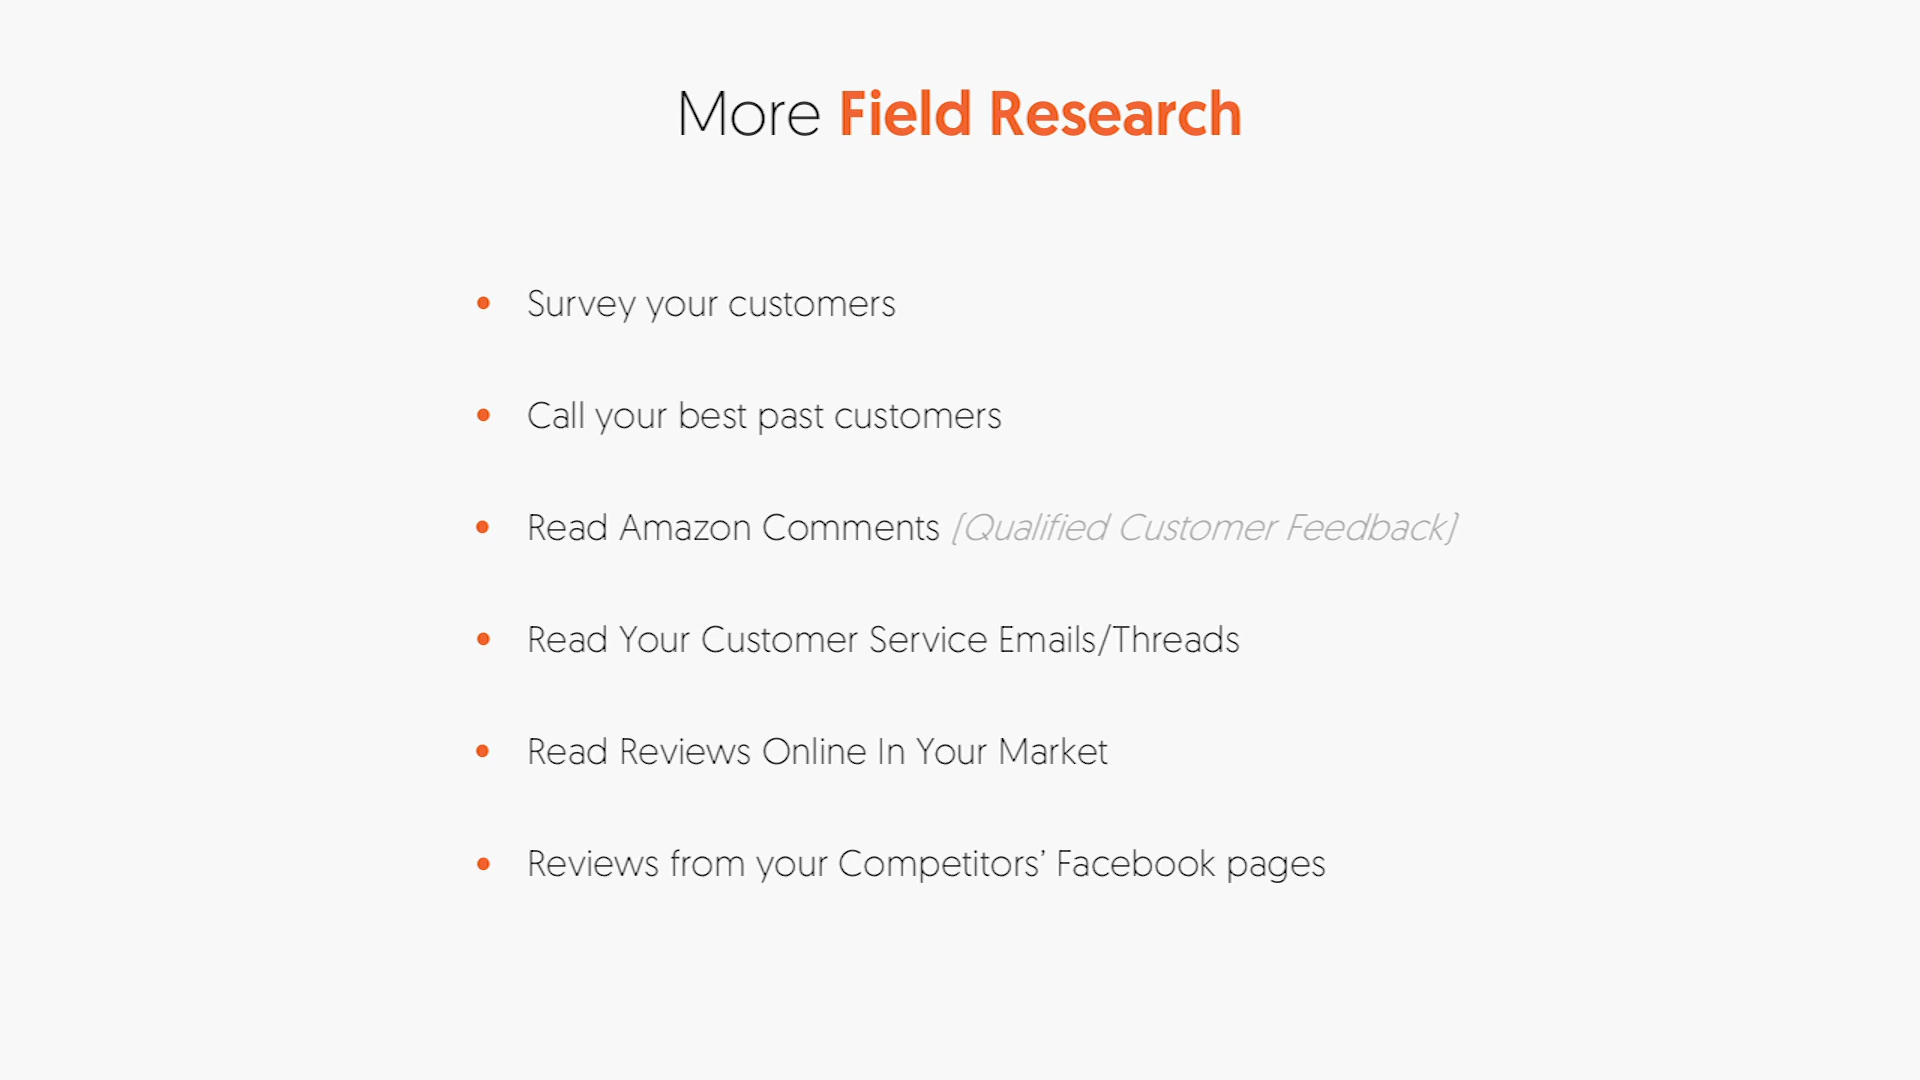 More Field Research
• Survey your customers
• Call your best past customers
• Read Amazon Comments [Qualified Customer Feedback]
• Read Your Customer Service Emails/Threads
• Read Reviews Online In Your Market
• Reviews from your Competitors’ Facebook pages